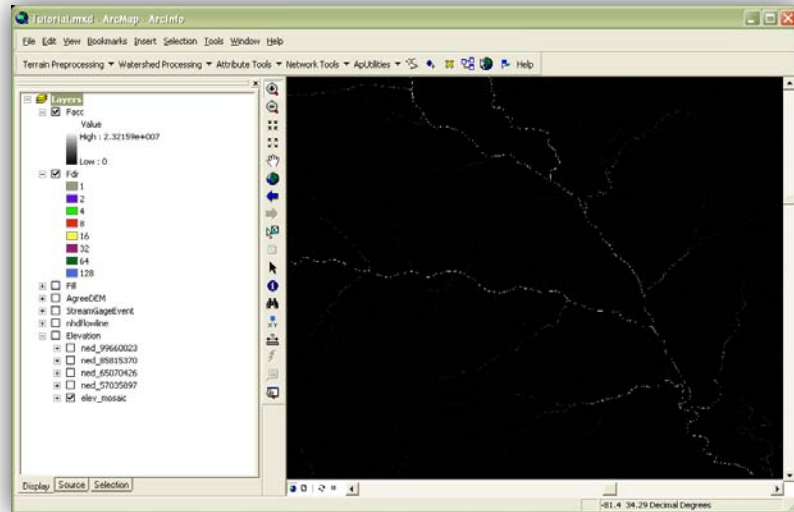 Tutorial.mxd - ArcMap - ArcInfo
File Edit View Bookmarks Insert Selection Tools Window Help
Terrain Preprocessing Watershed Processing Attribute Tools Network Tools ApUtilities Help
Layers
Facc
Value
High : 2.32159e+007
Low : 0
Fdr
1
2
4
8
16
32
64
128
Fill
AgreeDEM
StreamGageEvent
nhdflowline
Elevation
ned_99660023
ned_85815370
ned_65070426
ned_57035897
elev_mosaic
XY
Display Source Selection
-81.4 34.29 Decimal Degrees